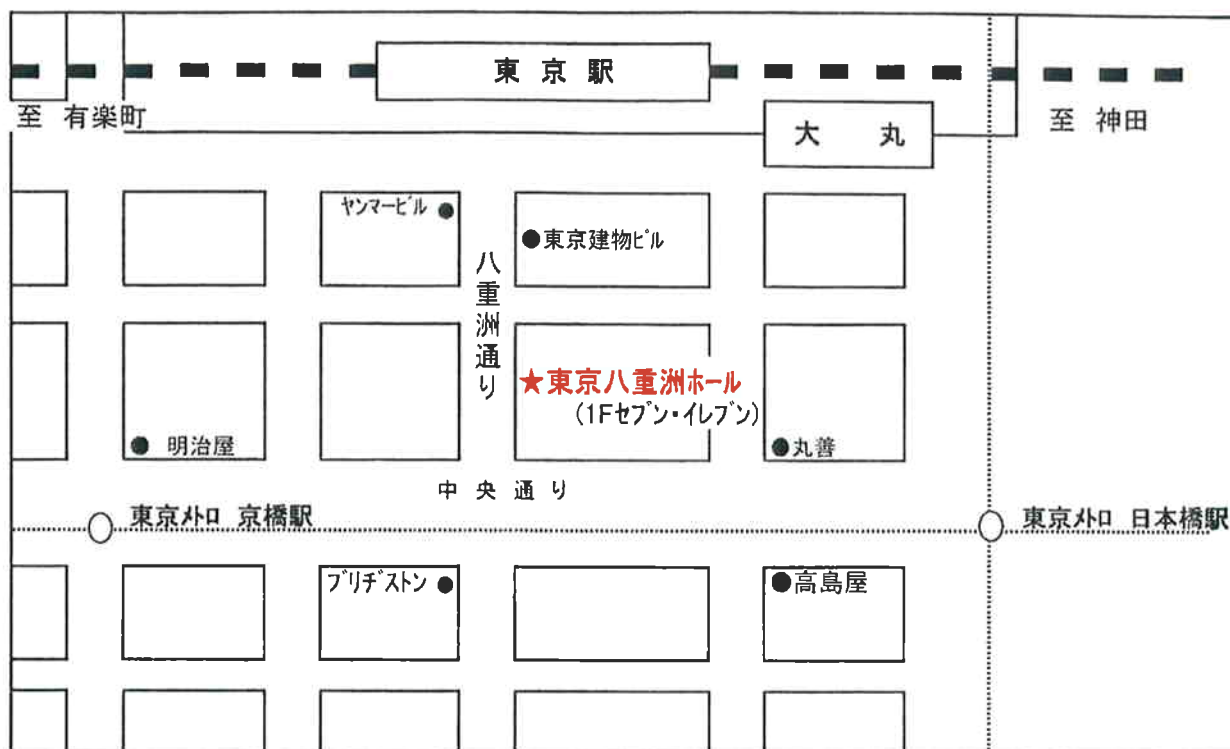 東京駅
至 有楽町
至 神田
大 丸
ヤンマービル
東京建物ビル
八重洲通り
★東京八重洲ホール
(1Fセブン・イレブン)
明治屋
丸善
中央通り
東京メトロ 京橋駅
東京メトロ 日本橋駅
ブリヂストン
高島屋